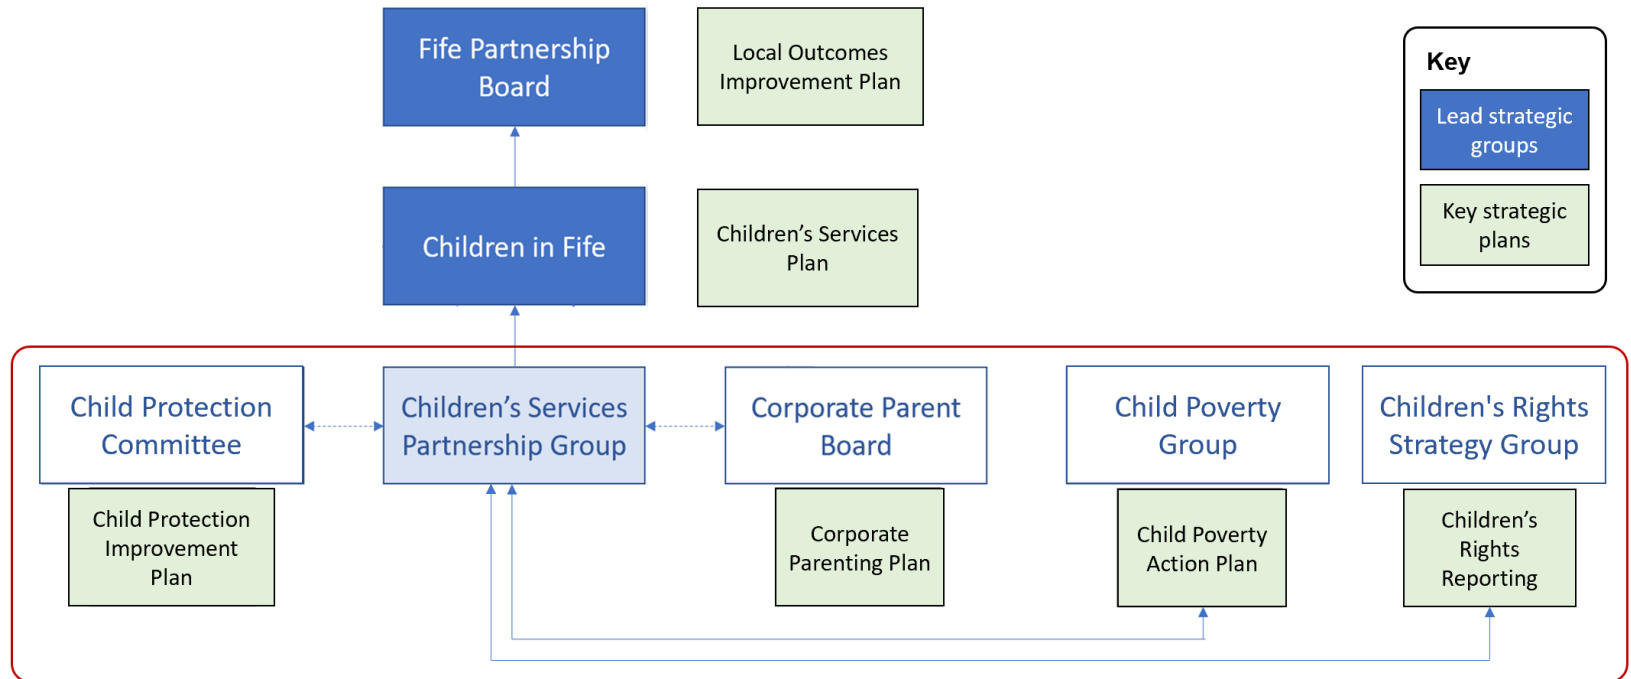 Fife Partnership
Board
Local Outcomes
Improvement Plan
Key
Lead strategic
groups
Key strategic
plans
Children in Fife
Children’s Services
Plan
Child Protection
Committee
Children’s Services
Partnership Group
Corporate Parent
Board
Child Poverty
Group
Children's Rights
Strategy Group
Child Protection
Improvement
Plan
Corporate
Parenting Plan
Child Poverty
Action Plan
Children’s
Rights
Reporting